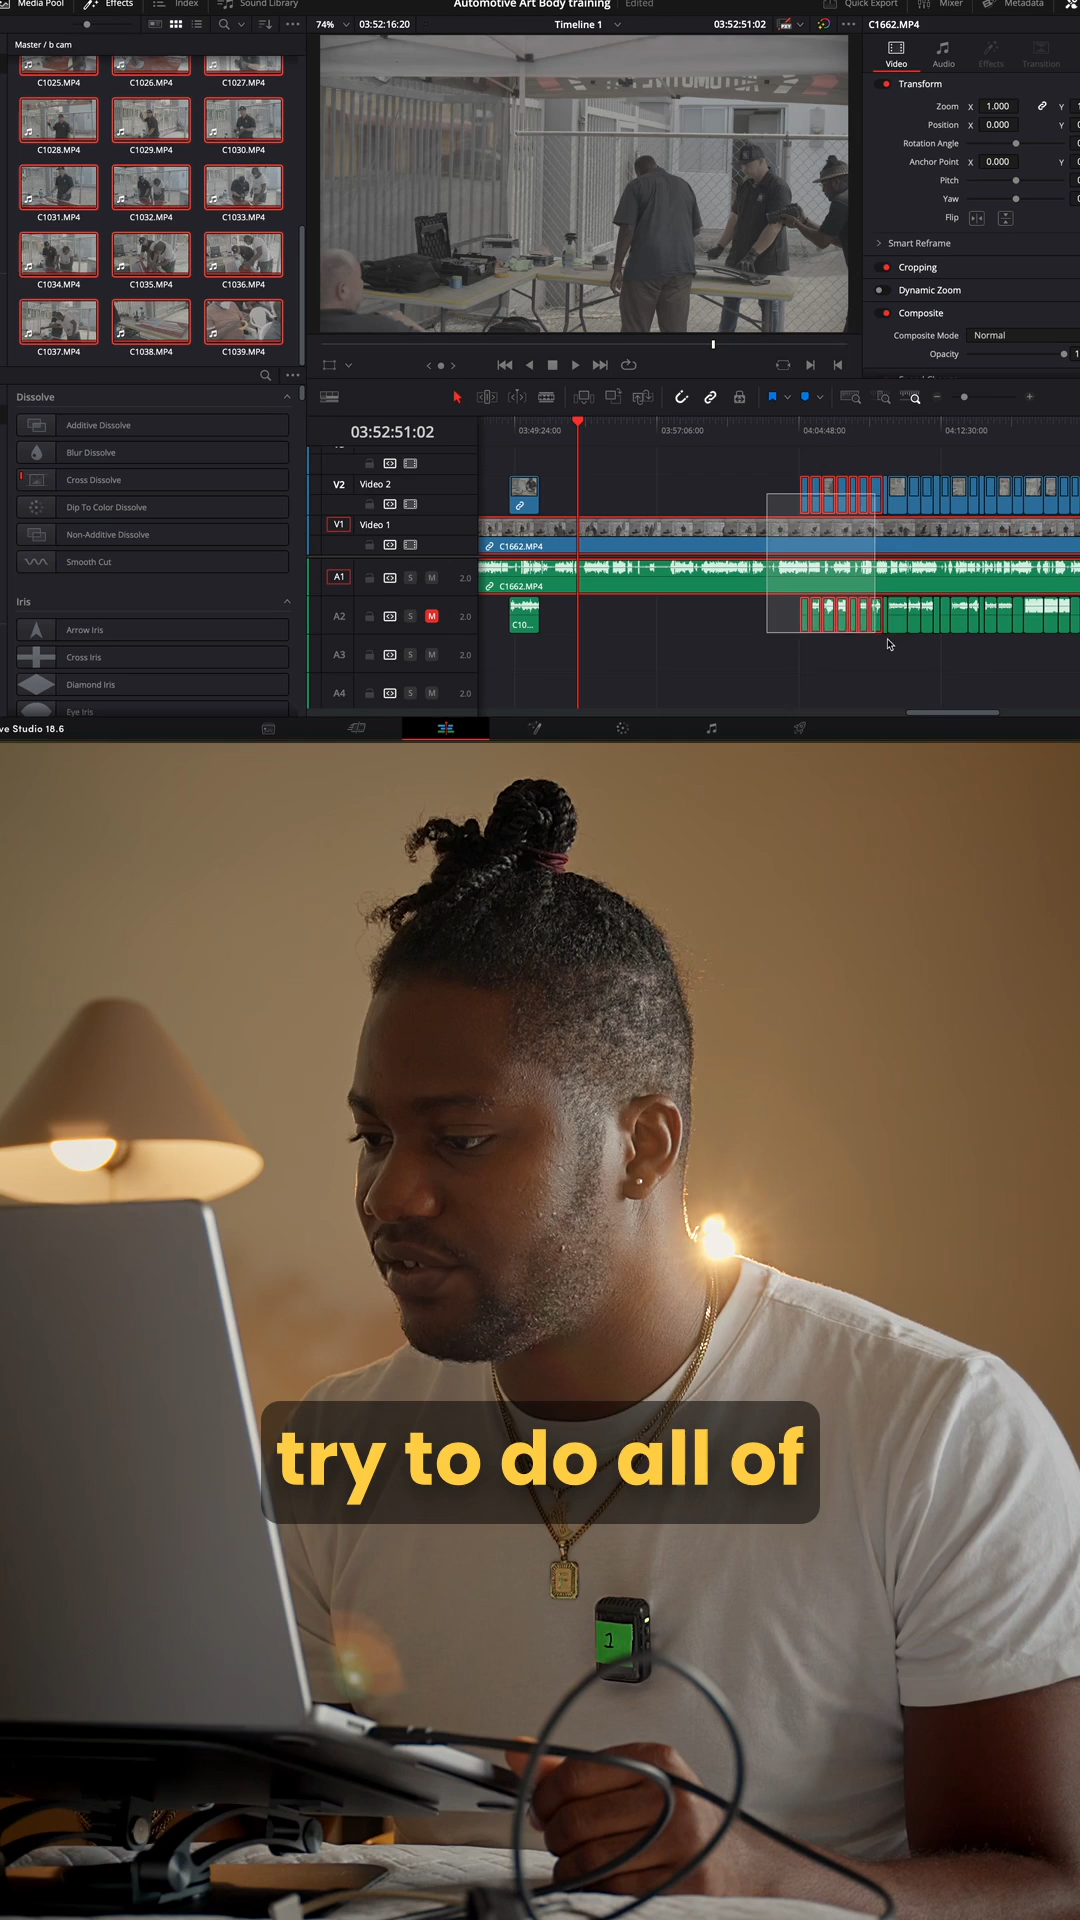 Media Pool
Effects
Index
Sound Library
Automotive Art Body training
Edited
Quick Export
Mixer
Metadata
74%
03:52:16:20
Timeline 1
03:52:51:02
C1662.MP4
Master / b cam
C1025.MP4
C1026.MP4
C1027.MP4
C1028.MP4
C1029.MP4
C1030.MP4
C1031.MP4
C1032.MP4
C1033.MP4
C1034.MP4
C1035.MP4
C1036.MP4
C1037.MP4
C1038.MP4
C1039.MP4
Video
Audio
Effects
Transition
Transform
Zoom X 1.000 Y
Position X 0.000 Y
Rotation Angle
Anchor Point X 0.000 Y
Pitch
Yaw
Flip
Smart Reframe
Cropping
Dynamic Zoom
Composite
Composite Mode Normal
Opacity
Dissolve
Additive Dissolve
Blur Dissolve
Cross Dissolve
Dip To Color Dissolve
Non-Additive Dissolve
Smooth Cut
Iris
Arrow Iris
Cross Iris
Diamond Iris
Eye Iris
03:52:51:02
03:49:24:00
03:57:06:00
04:04:48:00
04:12:30:00
V2 Video 2
V1 Video 1
C1662.MP4
A1 S M 2.0
C1662.MP4
A2 S M 2.0
C10...
A3 S M 2.0
A4 S M 2.0
ve Studio 18.6
try to do all of
1